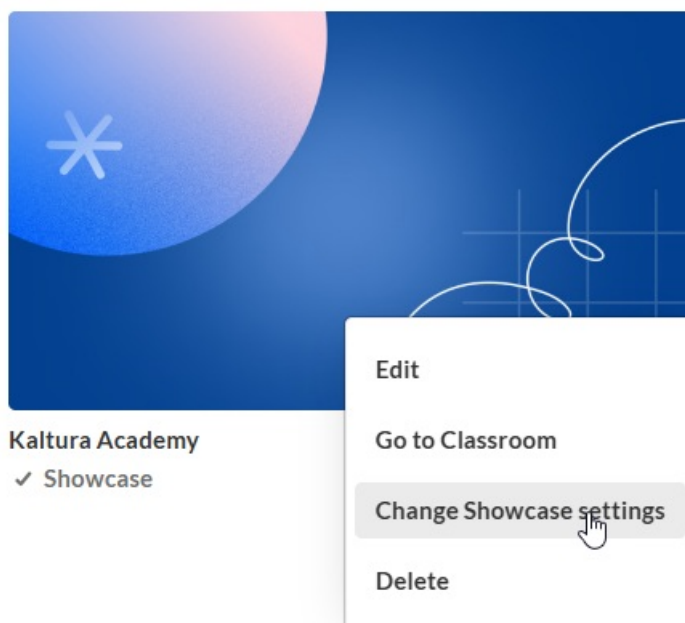 Kaltura Academy
✓ Showcase
Edit
Go to Classroom
Change Showcase settings
Delete